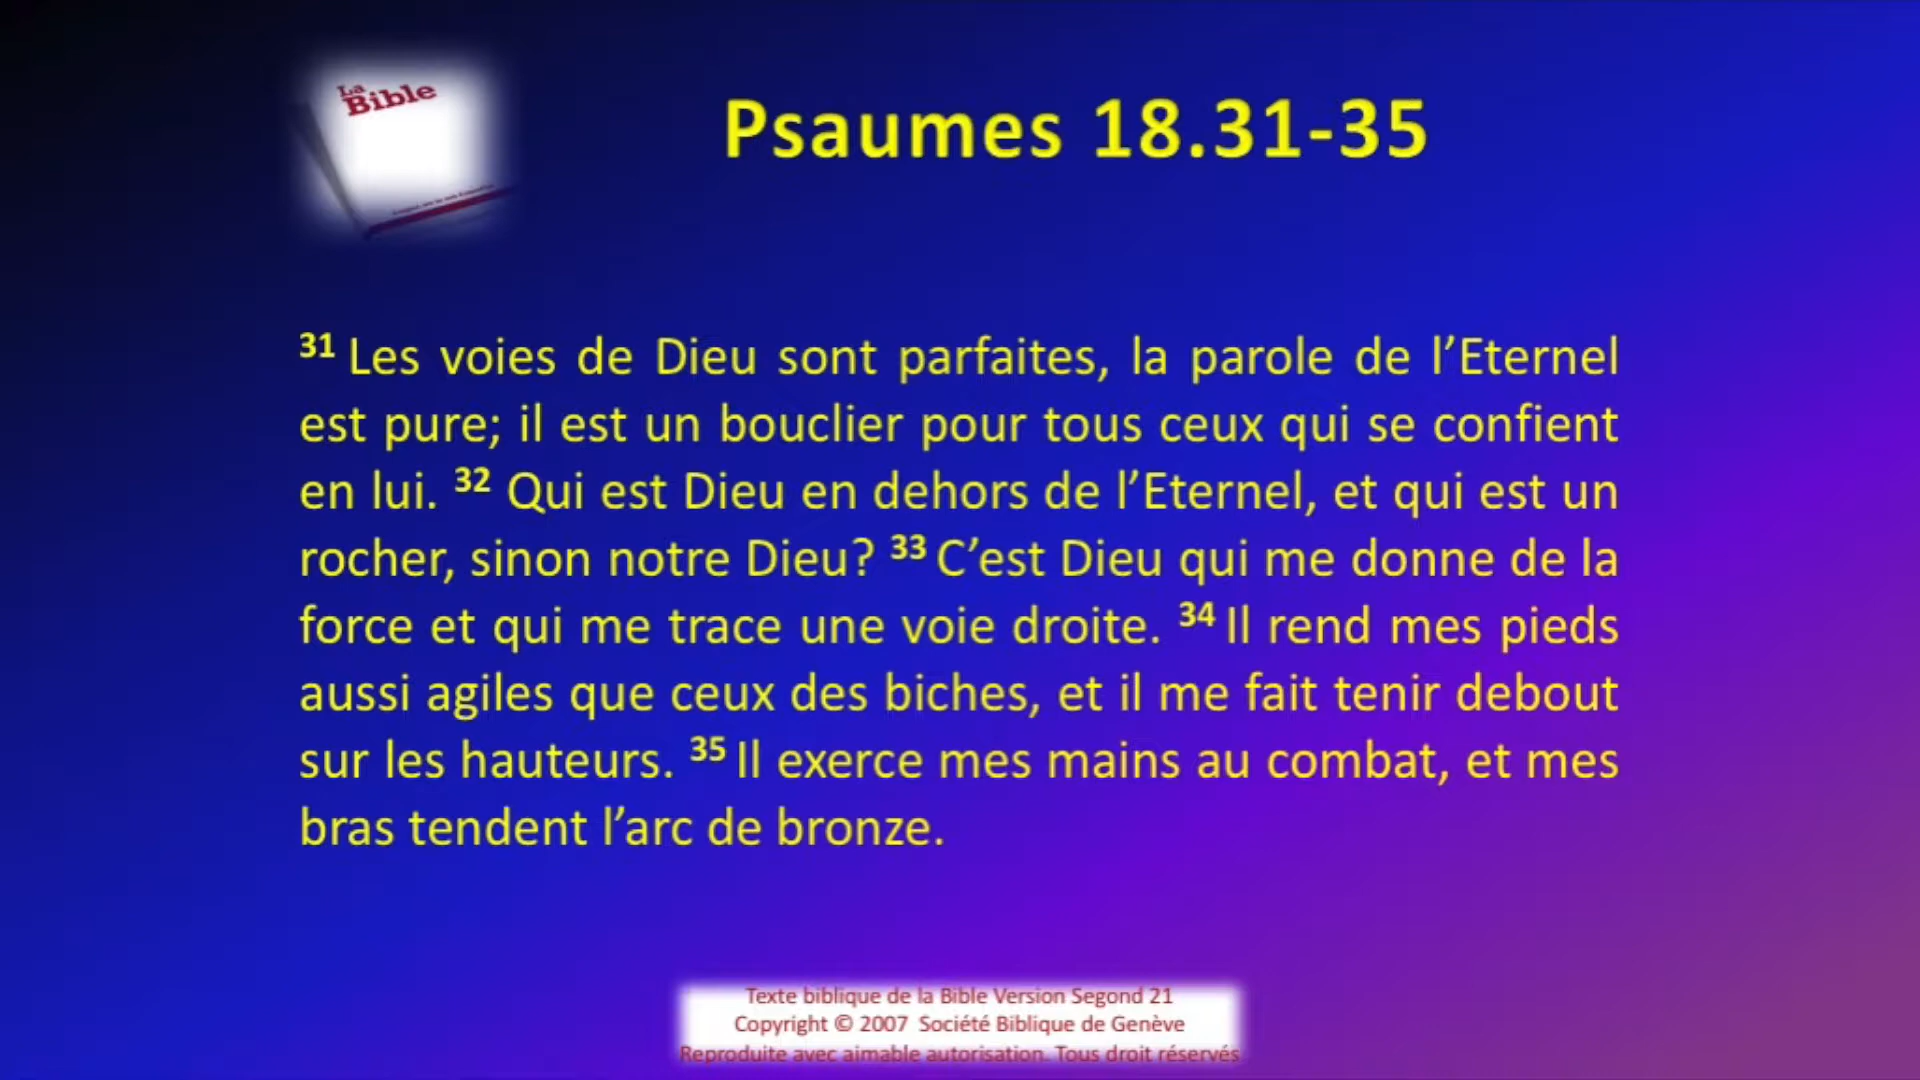 La
Bible
Psaumes 18.31-35
31 Les voies de Dieu sont parfaites, la parole de l’Eternel
est pure; il est un bouclier pour tous ceux qui se confient
en lui. 32 Qui est Dieu en dehors de l’Eternel, et qui est un
rocher, sinon notre Dieu? 33 C’est Dieu qui me donne de la
force et qui me trace une voie droite. 34 Il rend mes pieds
aussi agiles que ceux des biches, et il me fait tenir debout
sur les hauteurs. 35 Il exerce mes mains au combat, et mes
bras tendent l’arc de bronze.
Texte biblique de la Bible Version Segond 21
Copyright © 2007 Société Biblique de Genève
Reproduite avec aimable autorisation. Tous droit réservés